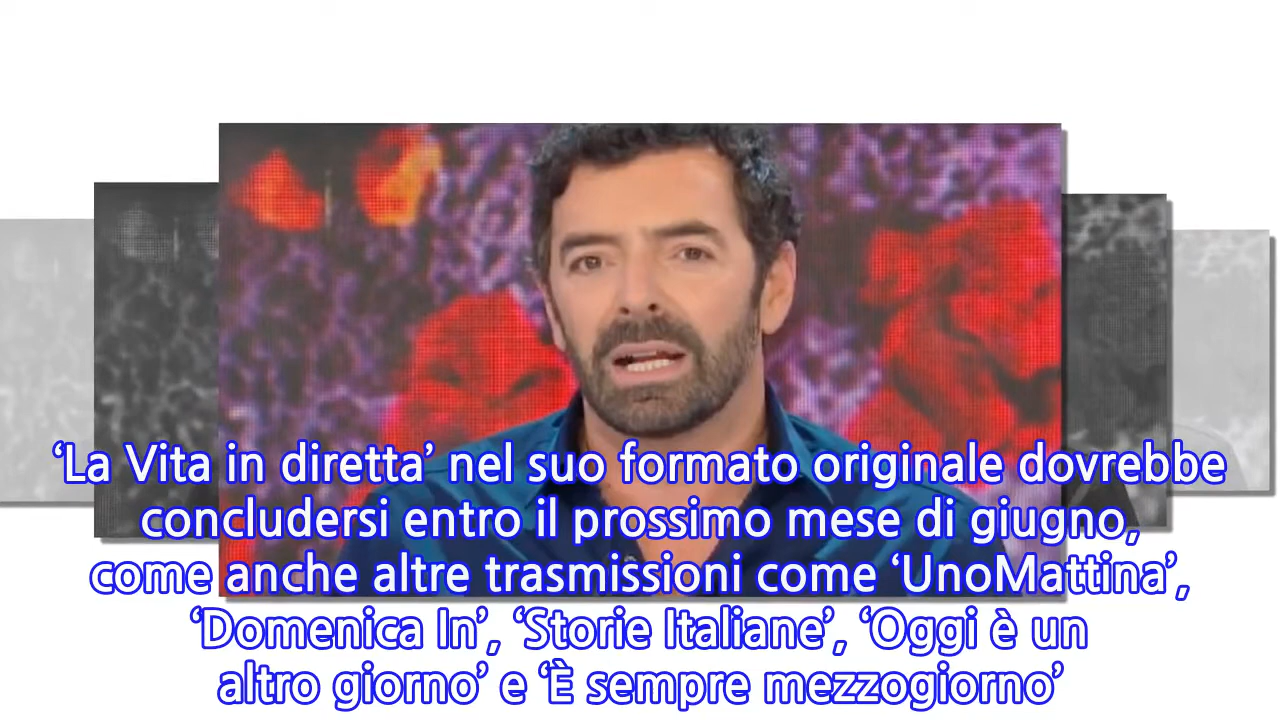 ‘La Vita in diretta’ nel suo formato originale dovrebbe
concludersi entro il prossimo mese di giugno,
come anche altre trasmissioni come ‘UnoMattina’,
‘Domenica In’, ‘Storie Italiane’, ‘Oggi è un
altro giorno’ e ‘È sempre mezzogiorno’